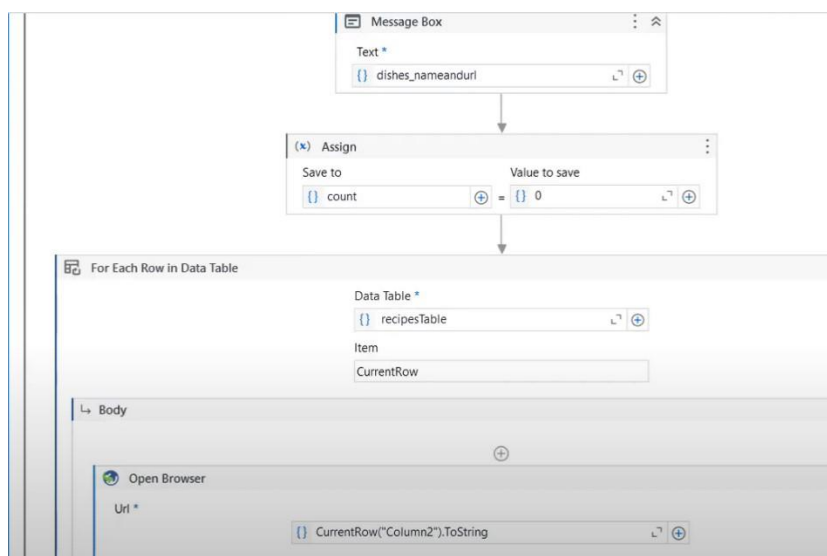 Message Box
Text *
{} dishes_nameandurl
(x) Assign
Save to Value to save
{} count = {} 0
For Each Row in Data Table
Data Table *
{} recipesTable
Item
CurrentRow
Body
Open Browser
Url *
{} CurrentRow("Column2").ToString